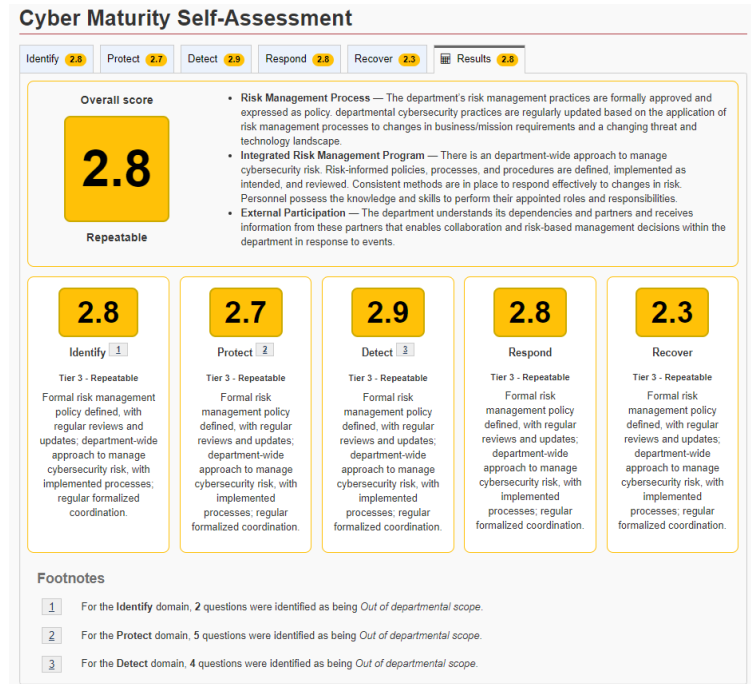 Cyber Maturity Self-Assessment
Identify 2.8 Protect 2.7 Detect 2.9 Respond 2.8 Recover 2.3 Results 2.8
Overall score
2.8
Repeatable
• Risk Management Process — The department's risk management practices are formally approved and
expressed as policy. departmental cybersecurity practices are regularly updated based on the application of
risk management processes to changes in business/mission requirements and a changing threat and
technology landscape.
• Integrated Risk Management Program — There is an department-wide approach to manage
cybersecurity risk. Risk-informed policies, processes, and procedures are defined, implemented as
intended, and reviewed. Consistent methods are in place to respond effectively to changes in risk.
Personnel possess the knowledge and skills to perform their appointed roles and responsibilities.
• External Participation — The department understands its dependencies and partners and receives
information from these partners that enables collaboration and risk-based management decisions within the
department in response to events.
2.8
Identify 1
Tier 3 - Repeatable
Formal risk management
policy defined, with
regular reviews and
updates; department-wide
approach to manage
cybersecurity risk, with
implemented processes;
regular formalized
coordination.
2.7
Protect 2
Tier 3 - Repeatable
Formal risk
management policy
defined, with regular
reviews and updates;
department-wide
approach to manage
cybersecurity risk, with
implemented
processes; regular
formalized coordination.
2.9
Detect 3
Tier 3 - Repeatable
Formal risk
management policy
defined, with regular
reviews and updates;
department-wide
approach to manage
cybersecurity risk, with
implemented
processes; regular
formalized coordination.
2.8
Respond
Tier 3 - Repeatable
Formal risk
management policy
defined, with regular
reviews and updates;
department-wide
approach to manage
cybersecurity risk, with
implemented
processes; regular
formalized coordination.
2.3
Recover
Tier 3 - Repeatable
Formal risk
management policy
defined, with regular
reviews and updates;
department-wide
approach to manage
cybersecurity risk, with
implemented
processes; regular
formalized coordination.
Footnotes
1 For the Identify domain, 2 questions were identified as being Out of departmental scope.
2 For the Protect domain, 5 questions were identified as being Out of departmental scope.
3 For the Detect domain, 4 questions were identified as being Out of departmental scope.